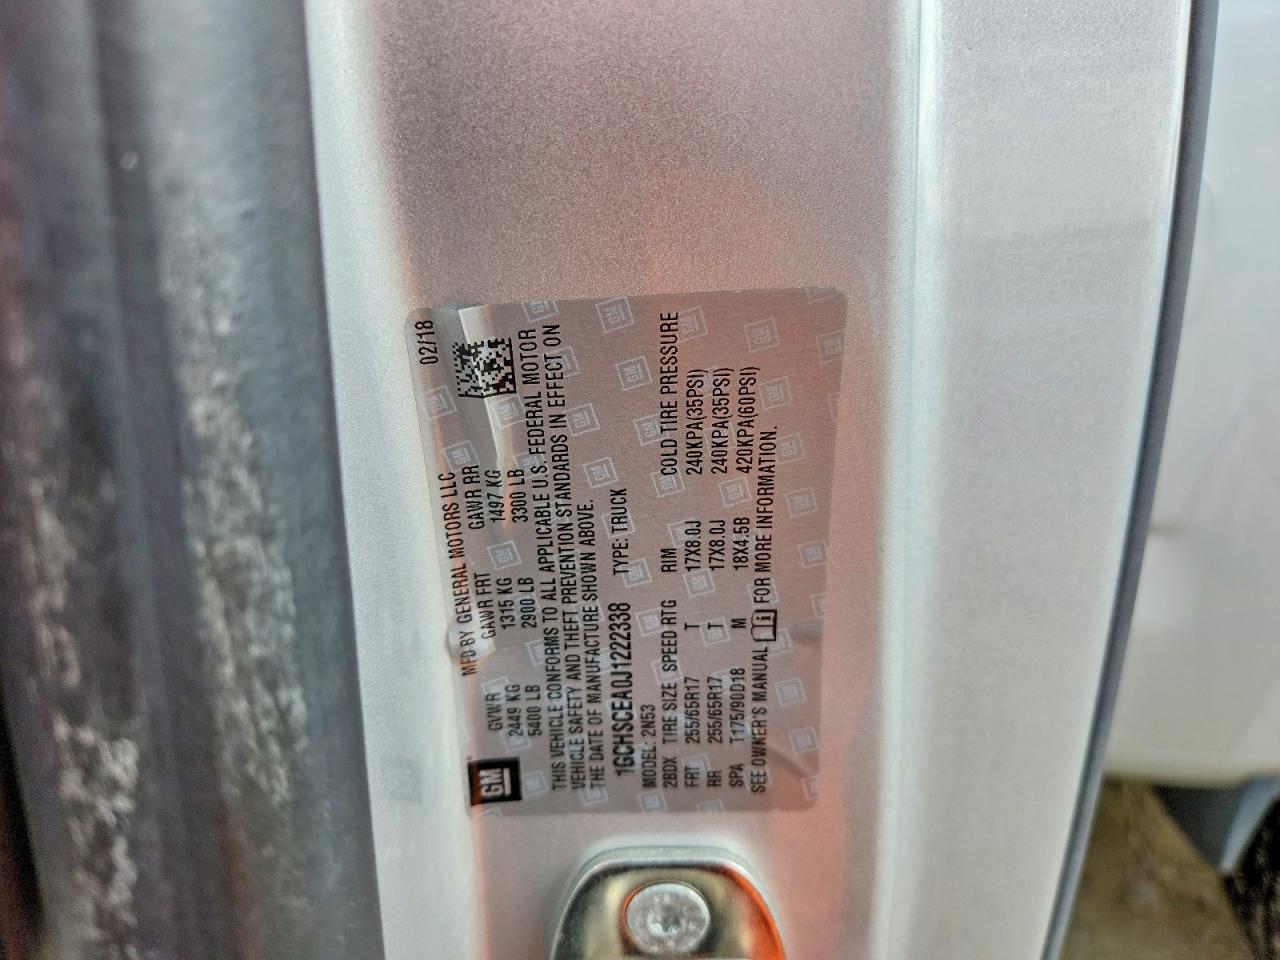 GM
MFD BY GENERAL MOTORS LLC 02/18
GVWR GAWR FRT GAWR RR
2449 KG 1315 KG 1497 KG
5400 LB 2900 LB 3300 LB
THIS VEHICLE CONFORMS TO ALL APPLICABLE U.S. FEDERAL MOTOR
VEHICLE SAFETY AND THEFT PREVENTION STANDARDS IN EFFECT ON
THE DATE OF MANUFACTURE SHOWN ABOVE.
1GCHSCEA0J1222338 TYPE: TRUCK
MODEL: 2N53
2BDX TIRE SIZE SPEED RTG RIM COLD TIRE PRESSURE
FRT 255/65R17 T 17X8.0J 240KPA(35PSI)
RR 255/65R17 T 17X8.0J 240KPA(35PSI)
SPA T175/90D18 M 18X4.5B 420KPA(60PSI)
SEE OWNER'S MANUAL i FOR MORE INFORMATION.